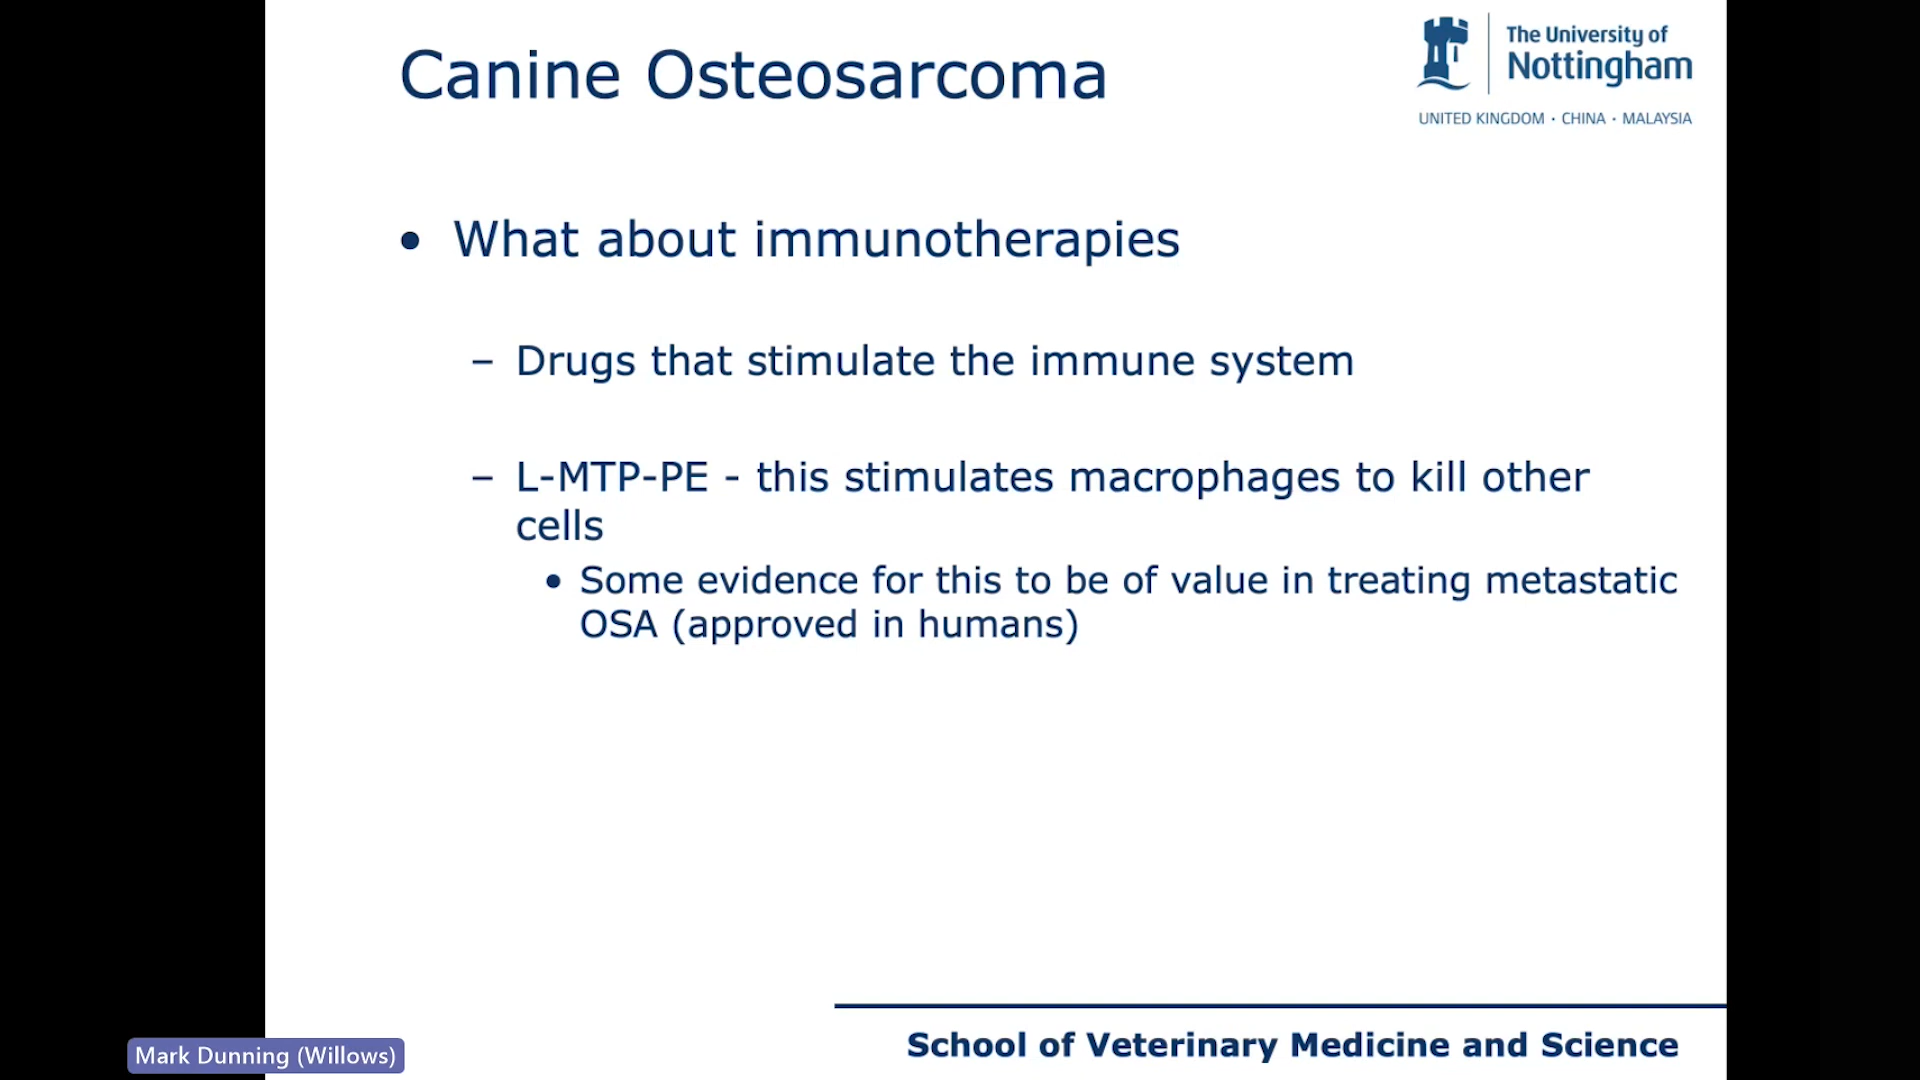 Canine Osteosarcoma
The University of
Nottingham
UNITED KINGDOM · CHINA · MALAYSIA
• What about immunotherapies
– Drugs that stimulate the immune system
– L-MTP-PE - this stimulates macrophages to kill other
cells
• Some evidence for this to be of value in treating metastatic
OSA (approved in humans)
School of Veterinary Medicine and Science
Mark Dunning (Willows)